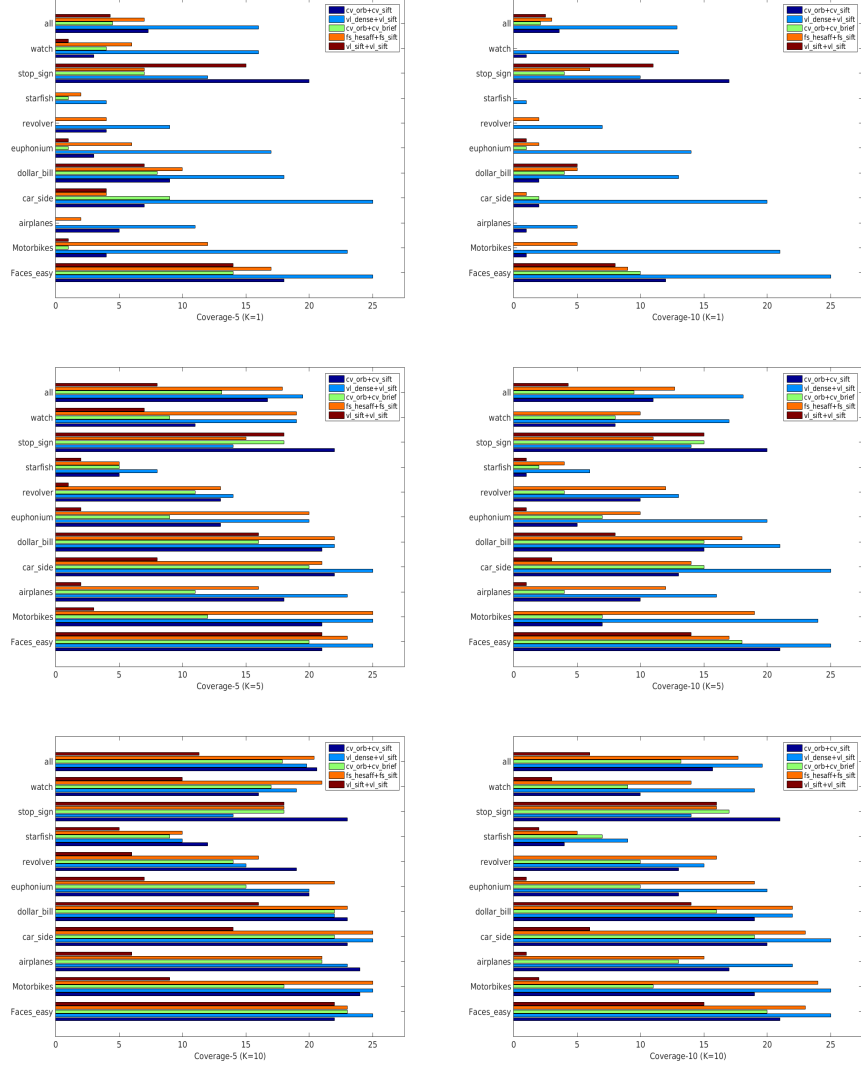 cv_orb+cv_sift
vl_dense+vl_sift
cv_orb+cv_brief
fs_hesaff+fs_sift
vl_sift+vl_sift
all
watch
stop_sign
starfish
revolver
euphonium
dollar_bill
car_side
airplanes
Motorbikes
Faces_easy
0 5 10 15 20 25
Coverage-5 (K=1)
cv_orb+cv_sift
vl_dense+vl_sift
cv_orb+cv_brief
fs_hesaff+fs_sift
vl_sift+vl_sift
all
watch
stop_sign
starfish
revolver
euphonium
dollar_bill
car_side
airplanes
Motorbikes
Faces_easy
0 5 10 15 20 25
Coverage-10 (K=1)
cv_orb+cv_sift
vl_dense+vl_sift
cv_orb+cv_brief
fs_hesaff+fs_sift
vl_sift+vl_sift
all
watch
stop_sign
starfish
revolver
euphonium
dollar_bill
car_side
airplanes
Motorbikes
Faces_easy
0 5 10 15 20 25
Coverage-5 (K=5)
cv_orb+cv_sift
vl_dense+vl_sift
cv_orb+cv_brief
fs_hesaff+fs_sift
vl_sift+vl_sift
all
watch
stop_sign
starfish
revolver
euphonium
dollar_bill
car_side
airplanes
Motorbikes
Faces_easy
0 5 10 15 20 25
Coverage-10 (K=5)
cv_orb+cv_sift
vl_dense+vl_sift
cv_orb+cv_brief
fs_hesaff+fs_sift
vl_sift+vl_sift
all
watch
stop_sign
starfish
revolver
euphonium
dollar_bill
car_side
airplanes
Motorbikes
Faces_easy
0 5 10 15 20 25
Coverage-5 (K=10)
cv_orb+cv_sift
vl_dense+vl_sift
cv_orb+cv_brief
fs_hesaff+fs_sift
vl_sift+vl_sift
all
watch
stop_sign
starfish
revolver
euphonium
dollar_bill
car_side
airplanes
Motorbikes
Faces_easy
0 5 10 15 20 25
Coverage-10 (K=10)